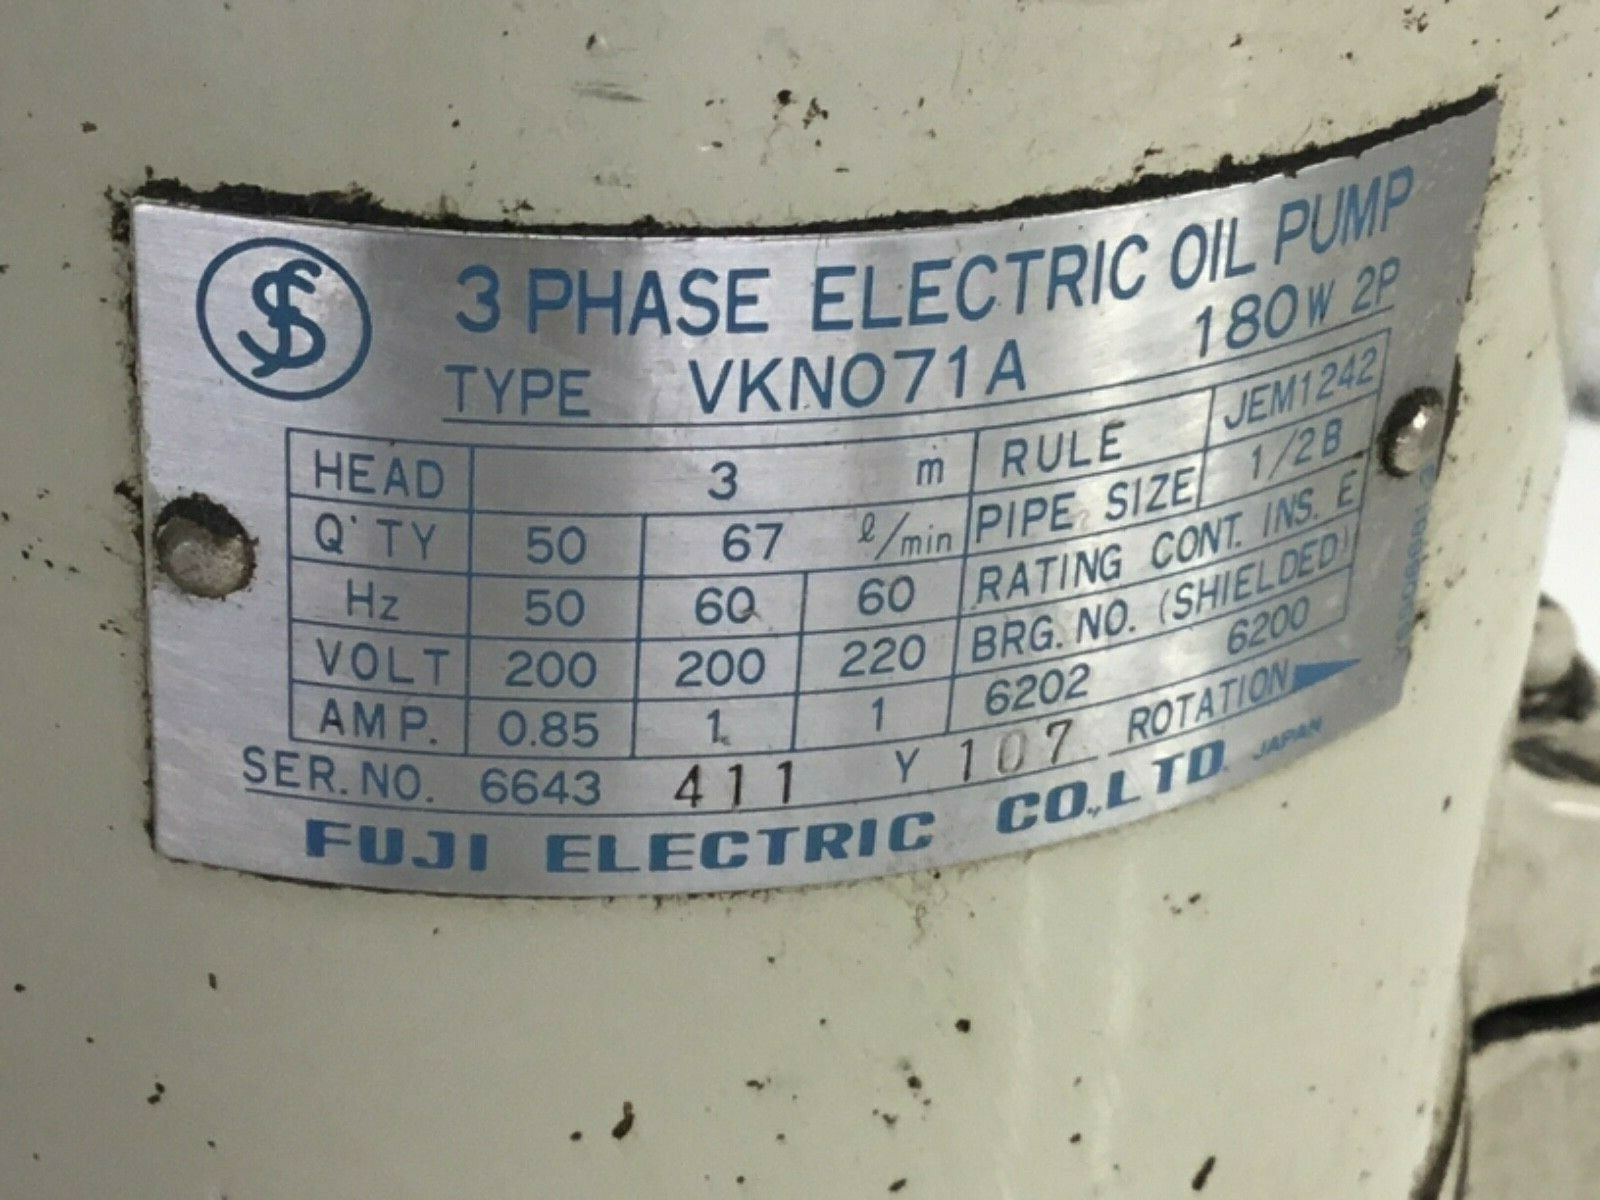 3 PHASE ELECTRIC OIL PUMP
TYPE VKN071A 180W 2P
HEAD 3 m RULE JEM1242
Q'TY 50 67 ℓ/min PIPE SIZE 1/2B
Hz 50 60 60 RATING CONT. INS. E
VOLT 200 200 220 BRG. NO. (SHIELDED)
AMP. 0.85 1 1 6202 6200
SER. NO. 6643 411 Y 107 ROTATION
FUJI ELECTRIC CO., LTD. JAPAN